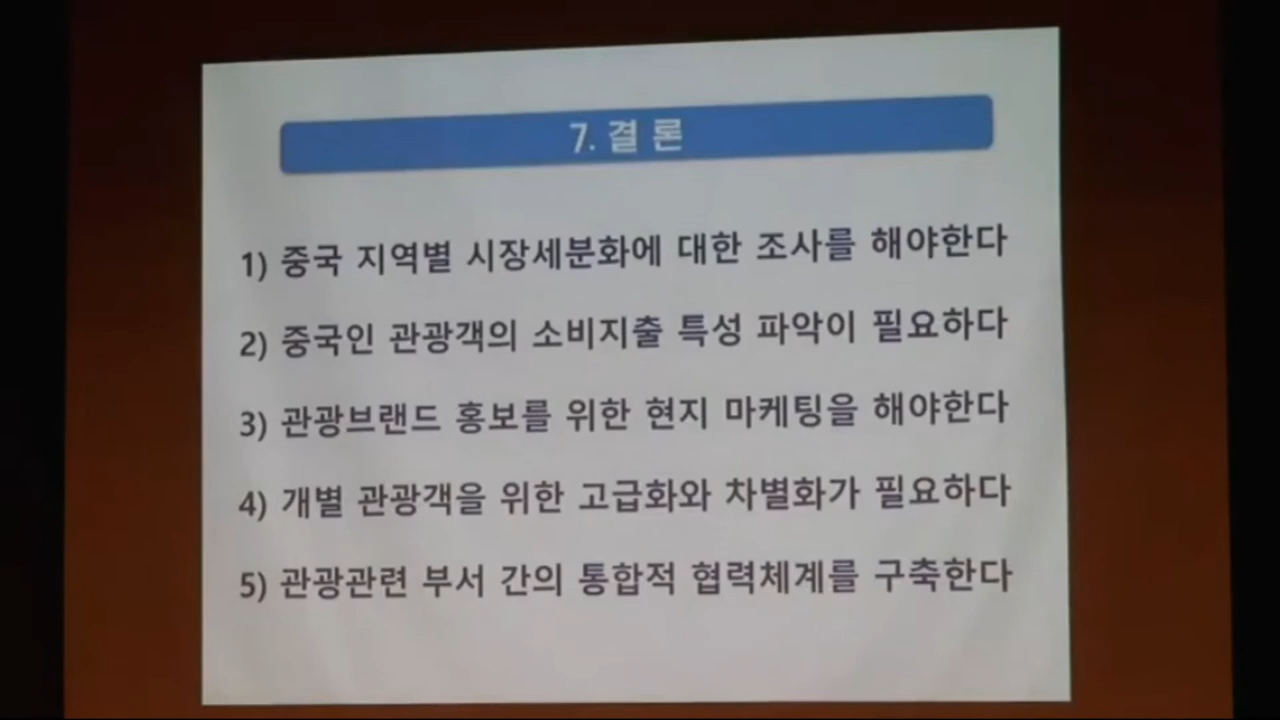 7. 결 론
1) 중국 지역별 시장세분화에 대한 조사를 해야한다
2) 중국인 관광객의 소비지출 특성 파악이 필요하다
3) 관광브랜드 홍보를 위한 현지 마케팅을 해야한다
4) 개별 관광객을 위한 고급화와 차별화가 필요하다
5) 관광관련 부서 간의 통합적 협력체계를 구축한다